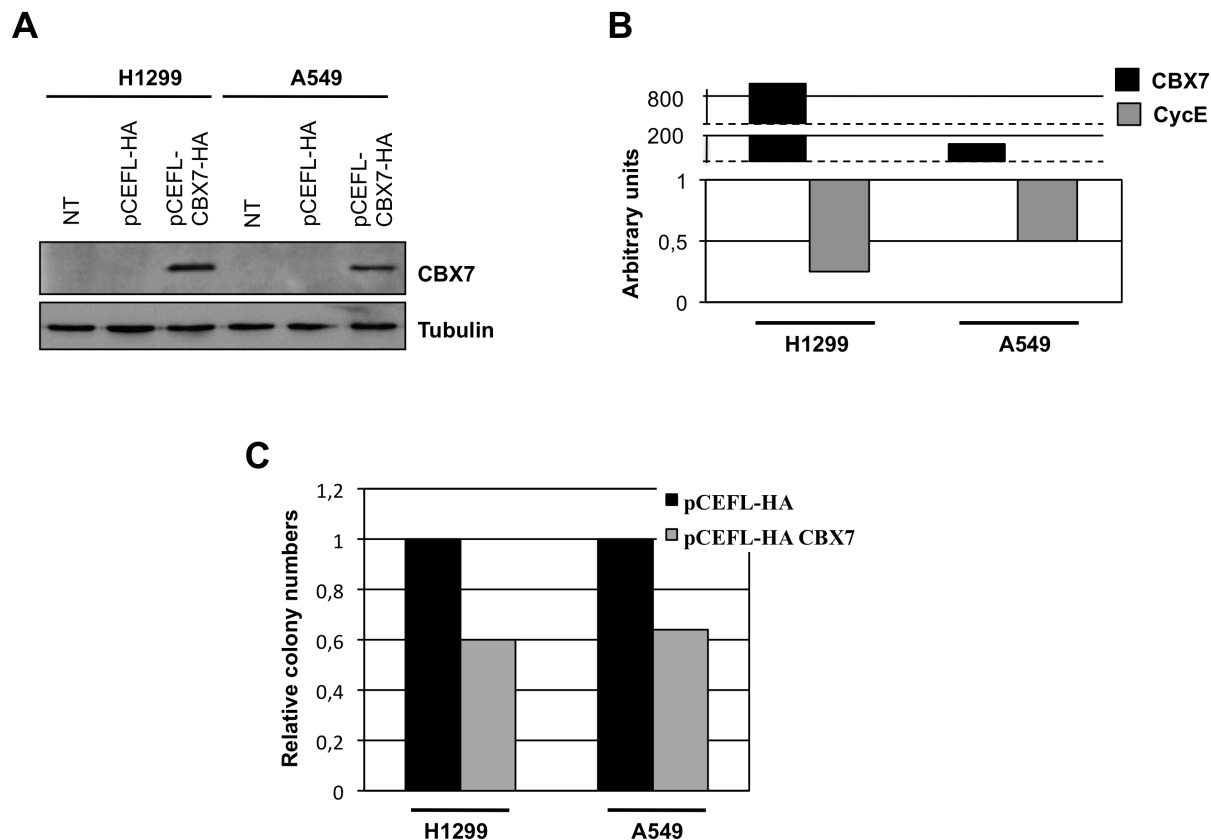 A
H1299
A549
NT
pCEFL-HA
pCEFL-
CBX7-HA
NT
pCEFL-HA
pCEFL-
CBX7-HA
CBX7
Tubulin
B
CBX7
CycE
Arbitrary units
800
200
1
0,5
0
H1299
A549
C
Relative colony numbers
1,2
1
0,8
0,6
0,4
0,2
0
pCEFL-HA
pCEFL-HA CBX7
H1299
A549